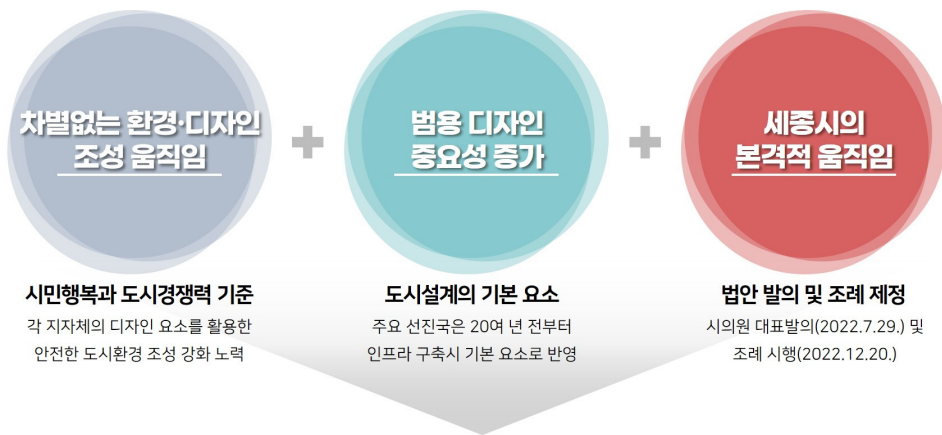 차별없는 환경·디자인
조성 움직임
+
범용 디자인
중요성 증가
+
세종시의
본격적 움직임
시민행복과 도시경쟁력 기준
각 지자체의 디자인 요소를 활용한
안전한 도시환경 조성 강화 노력
도시설계의 기본 요소
주요 선진국은 20여 년 전부터
인프라 구축시 기본 요소로 반영
법안 발의 및 조례 제정
시의원 대표발의(2022.7.29.) 및
조례 시행(2022.12.20.)